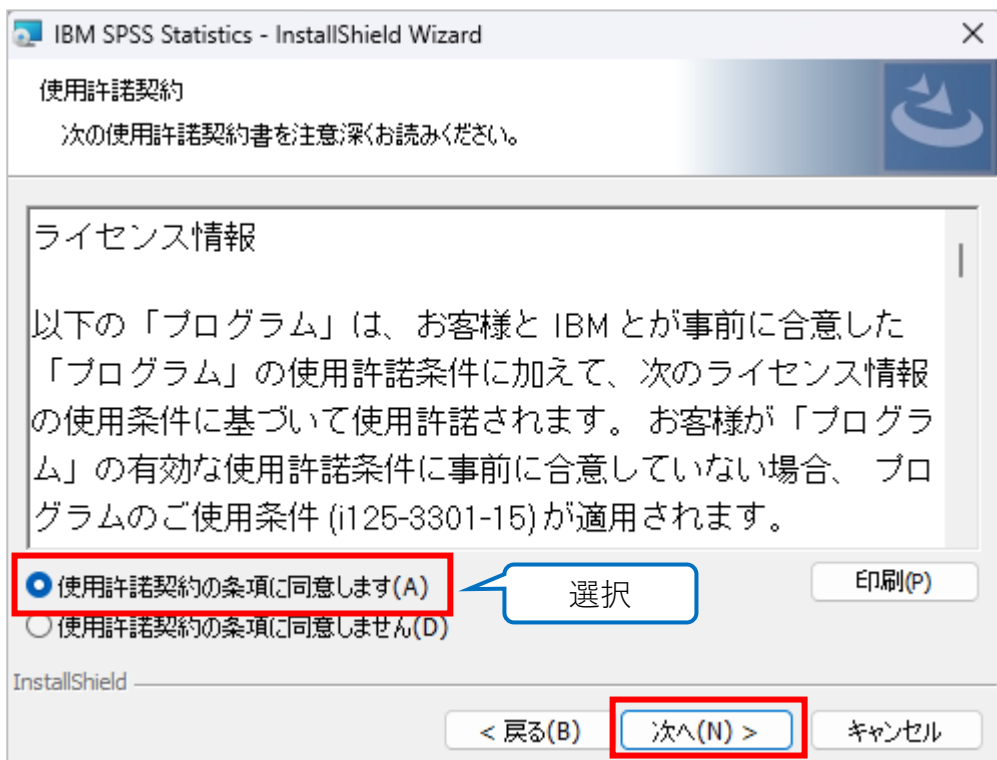 IBM SPSS Statistics - InstallShield Wizard
使用許諾契約
次の使用許諾契約書を注意深くお読みください。
ライセンス情報
以下の「プログラム」は、お客様と IBM とが事前に合意した
「プログラム」の使用許諾条件に加えて、次のライセンス情報
の使用条件に基づいて使用許諾されます。 お客様が「プログラ
ム」の有効な使用許諾条件に事前に合意していない場合、 プロ
グラムのご使用条件 (i125-3301-15) が適用されます。
使用許諾契約の条項に同意します(A)
選択
印刷(P)
使用許諾契約の条項に同意しません(D)
InstallShield
< 戻る(B)
次へ(N) >
キャンセル